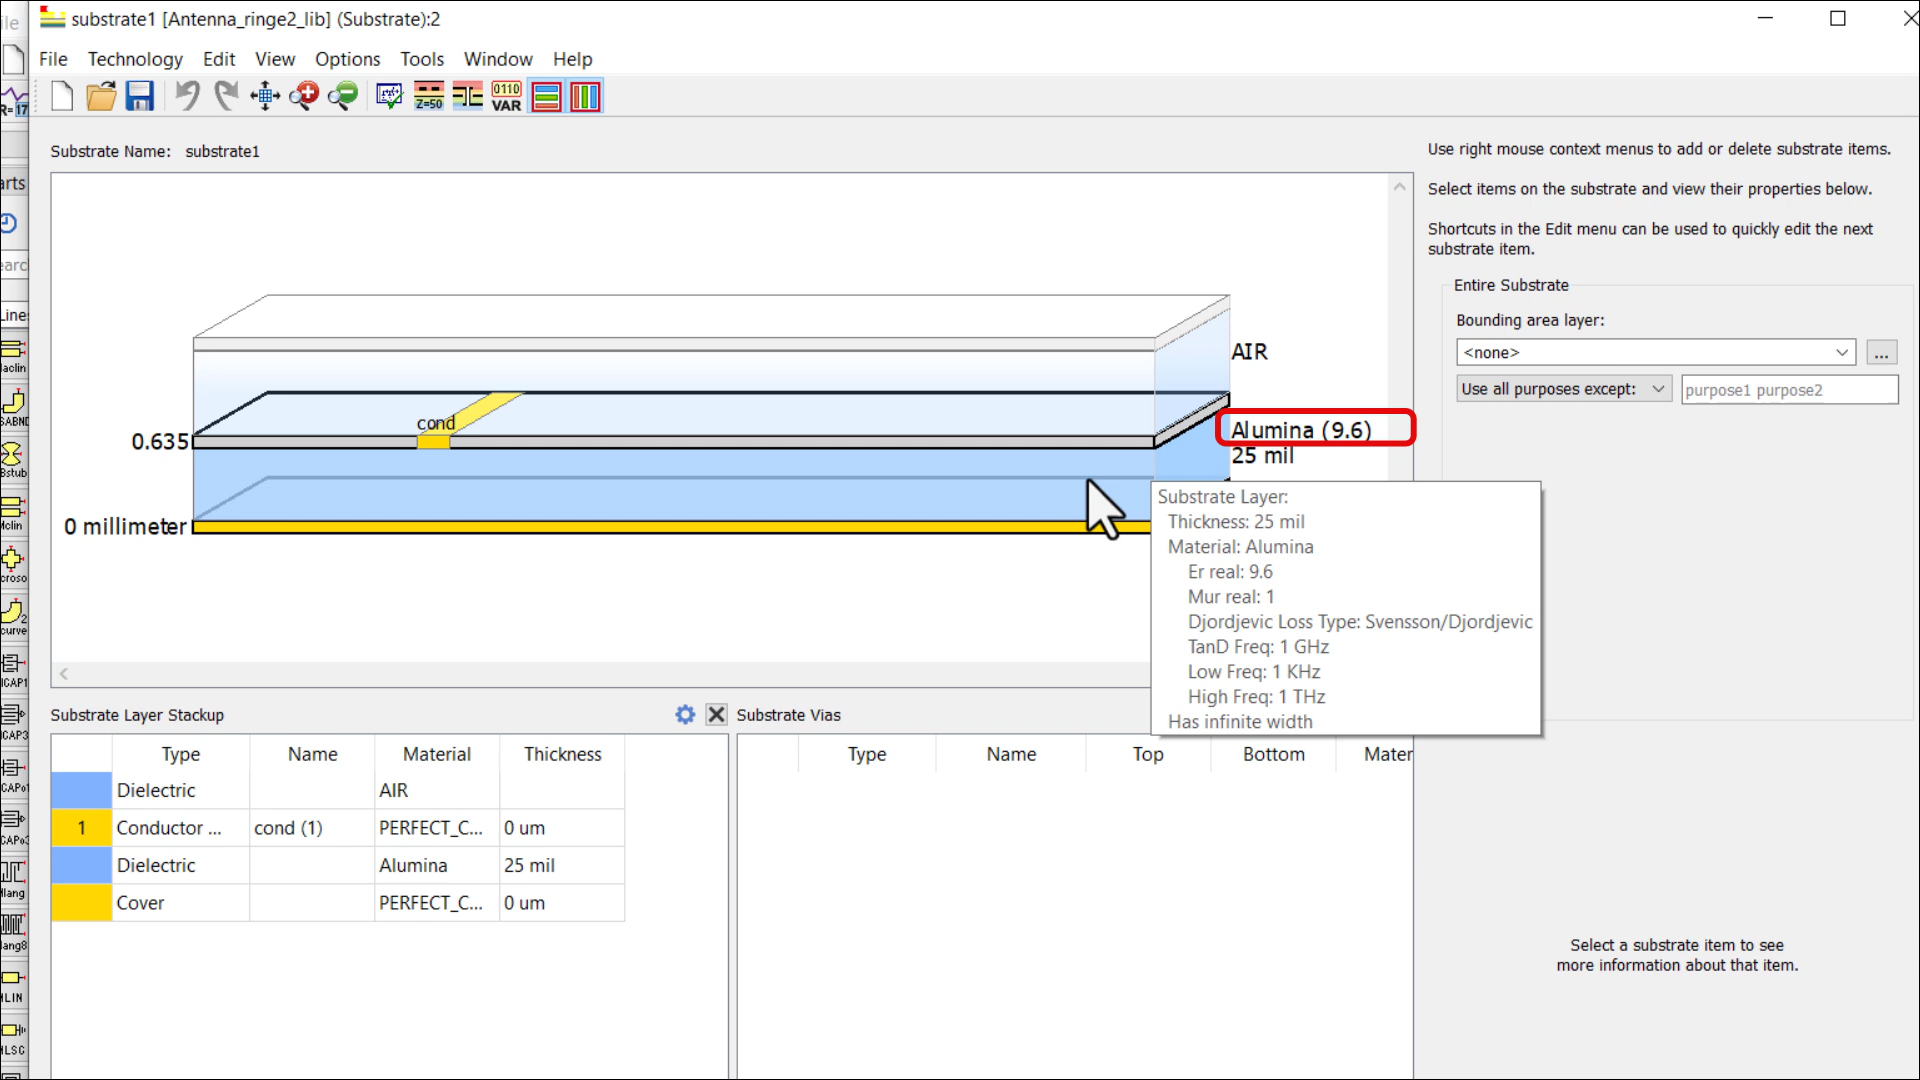 substrate1 [Antenna_ringe2_lib] (Substrate):2
File Technology Edit View Options Tools Window Help
Z=50
0110
VAR
R=17
Substrate Name: substrate1
Use right mouse context menus to add or delete substrate items.
Select items on the substrate and view their properties below.
Shortcuts in the Edit menu can be used to quickly edit the next
substrate item.
Entire Substrate
Bounding area layer:
<none>
...
Use all purposes except:
purpose1 purpose2
AIR
cond
0.635
Alumina (9.6)
25 mil
0 millimeter
Substrate Layer:
Thickness: 25 mil
Material: Alumina
Er real: 9.6
Mur real: 1
Djordjevic Loss Type: Svensson/Djordjevic
TanD Freq: 1 GHz
Low Freq: 1 KHz
High Freq: 1 THz
Has infinite width
Substrate Layer Stackup
Type Name Material Thickness
Dielectric AIR
1 Conductor ... cond (1) PERFECT_C... 0 um
Dielectric Alumina 25 mil
Cover PERFECT_C... 0 um
Substrate Vias
Type Name Top Bottom Mater
Select a substrate item to see
more information about that item.